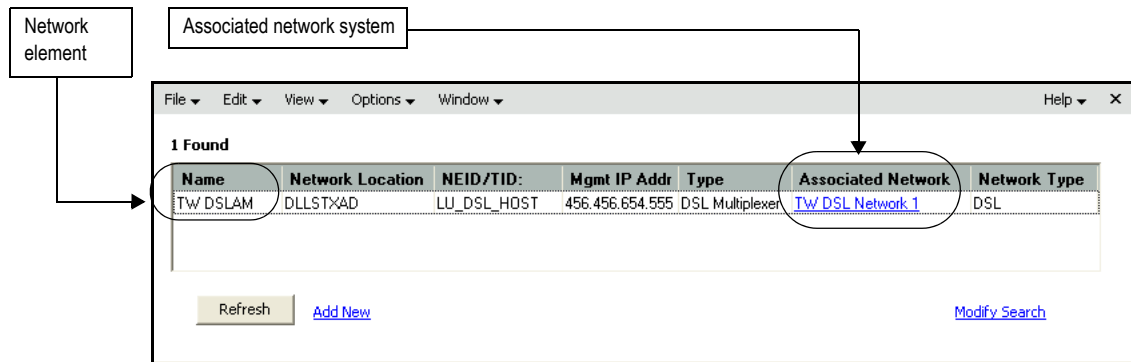 Network
element
Associated network system
File Edit View Options Window Help ×
1 Found
Name Network Location NEID/TID: Mgmt IP Addr Type Associated Network Network Type
TW DSLAM DLLSTXAD LU_DSL_HOST 456.456.654.555 DSL Multiplexer TW DSL Network 1 DSL
Refresh Add New Modify Search